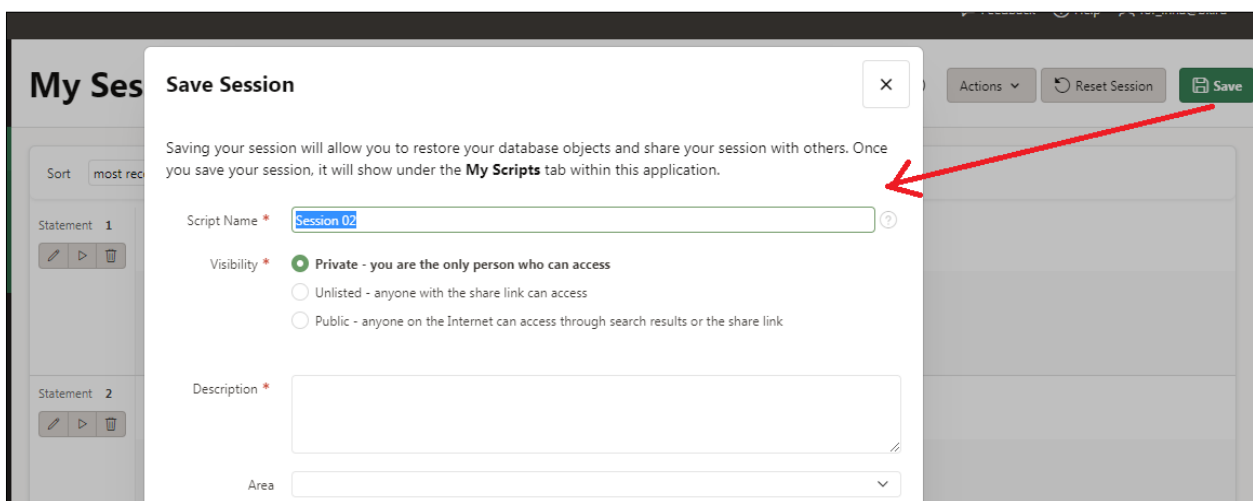 Feedback
Help
My Ses
Actions
Reset Session
Save
Save Session
Saving your session will allow you to restore your database objects and share your session with others. Once
you save your session, it will show under the My Scripts tab within this application.
Sort most rec
Script Name *
Session 02
?
Statement 1
Visibility *
Private - you are the only person who can access
Unlisted - anyone with the share link can access
Public - anyone on the Internet can access through search results or the share link
Description *
Statement 2
Area